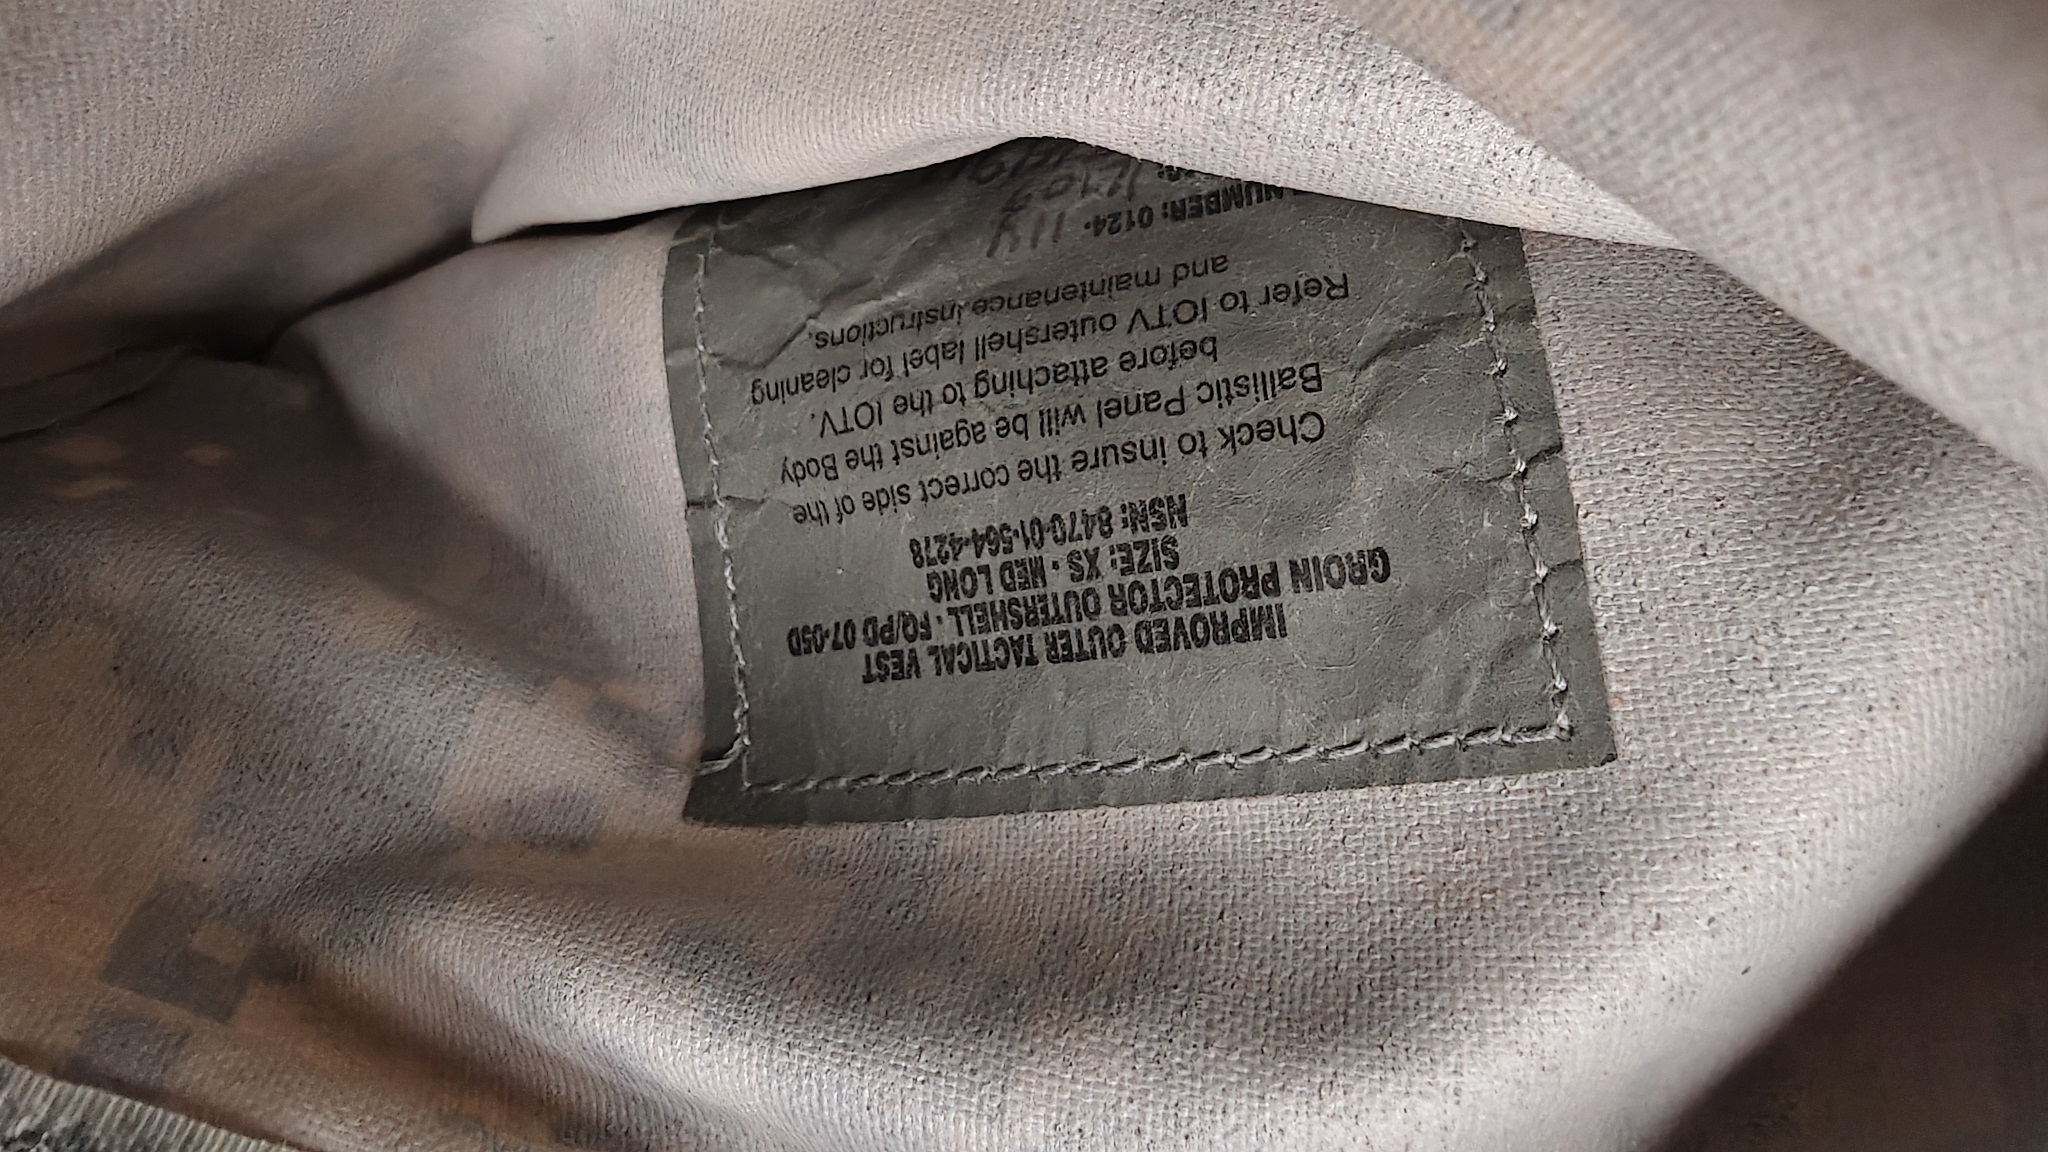 IMPROVED OUTER TACTICAL VEST
GROIN PROTECTOR OUTERSHELL - FQ/PD 07-05D
SIZE: XS - MED LONG
NSN: 8470-01-564-4278
Check to insure the correct side of the
Ballistic Panel will be against the Body
before attaching to the IOTV.
Refer to IOTV outershell label for cleaning
and maintenance instructions.
NUMBER: 0124- 114